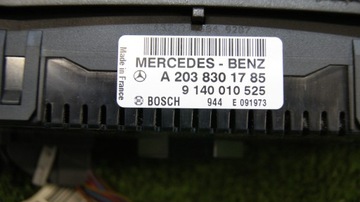 MERCEDES - BENZ
A 203 830 17 85
9 140 010 525
BOSCH 944 E 091973
Made in France